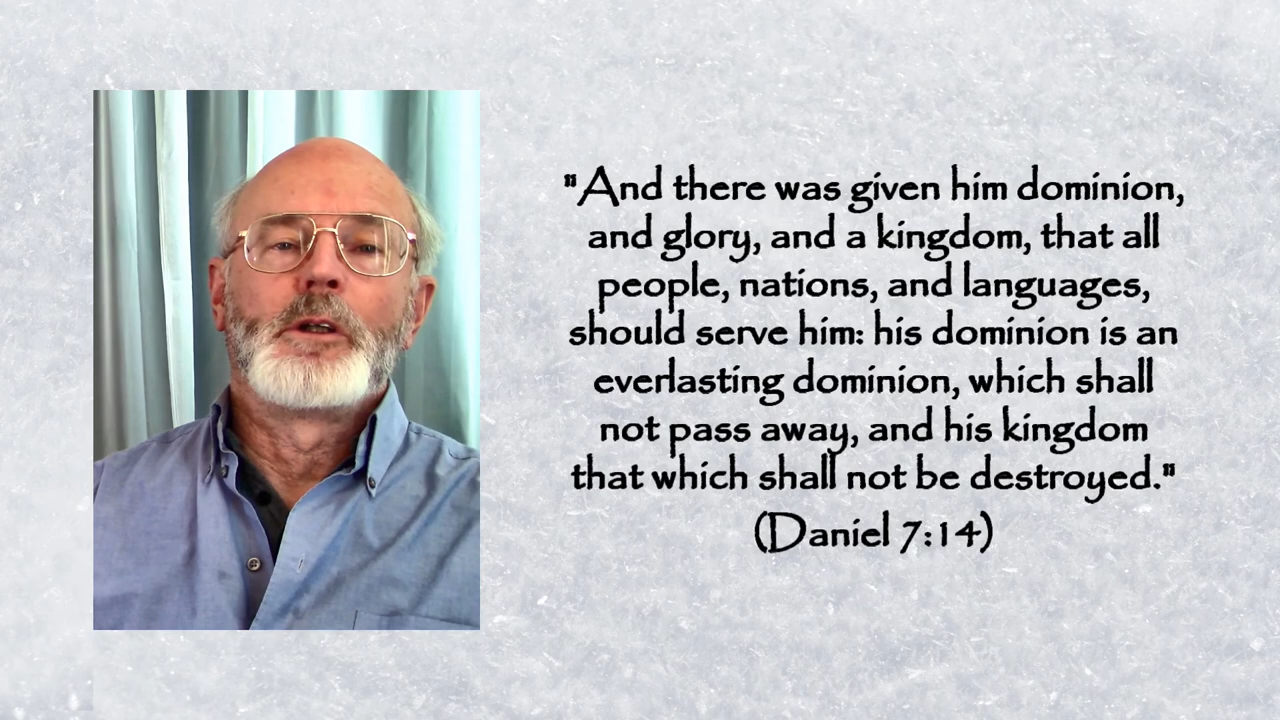 "And there was given him dominion,
and glory, and a kingdom, that all
people, nations, and languages,
should serve him: his dominion is an
everlasting dominion, which shall
not pass away, and his kingdom
that which shall not be destroyed."
(Daniel 7:14)